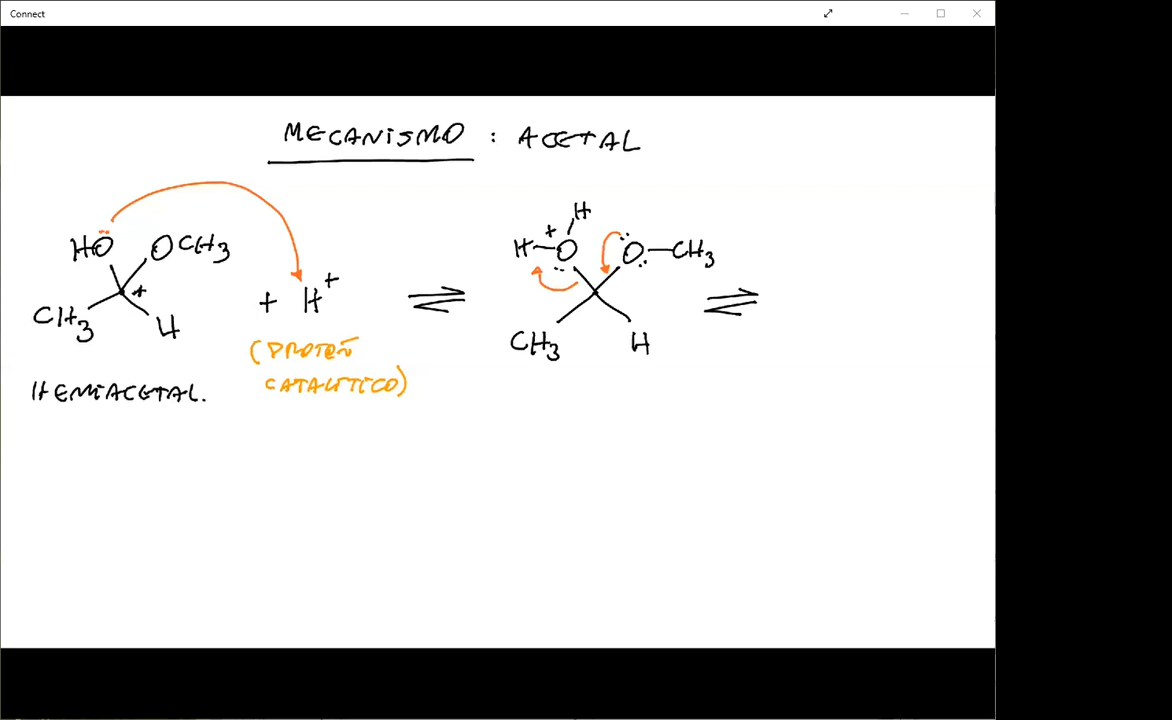 Connect
MECANISMO : ACETAL
HO OCH3
+
CH3 H
+ H+
(PROTÓN
CATALÍTICO)
HEMIACETAL.
H
H-O+ O-CH3
CH3 H